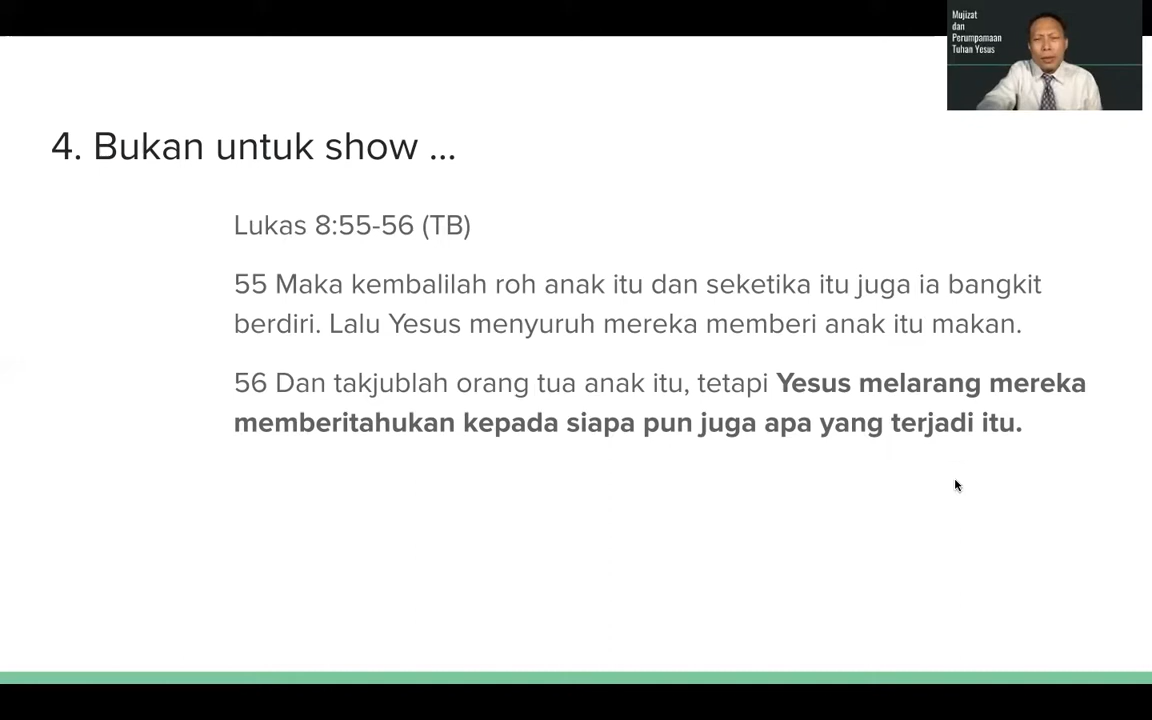 Mujizat
dan
Perumpamaan
Tuhan Yesus
4. Bukan untuk show ...
Lukas 8:55-56 (TB)
55 Maka kembalilah roh anak itu dan seketika itu juga ia bangkit
berdiri. Lalu Yesus menyuruh mereka memberi anak itu makan.
56 Dan takjublah orang tua anak itu, tetapi Yesus melarang mereka
memberitahukan kepada siapa pun juga apa yang terjadi itu.